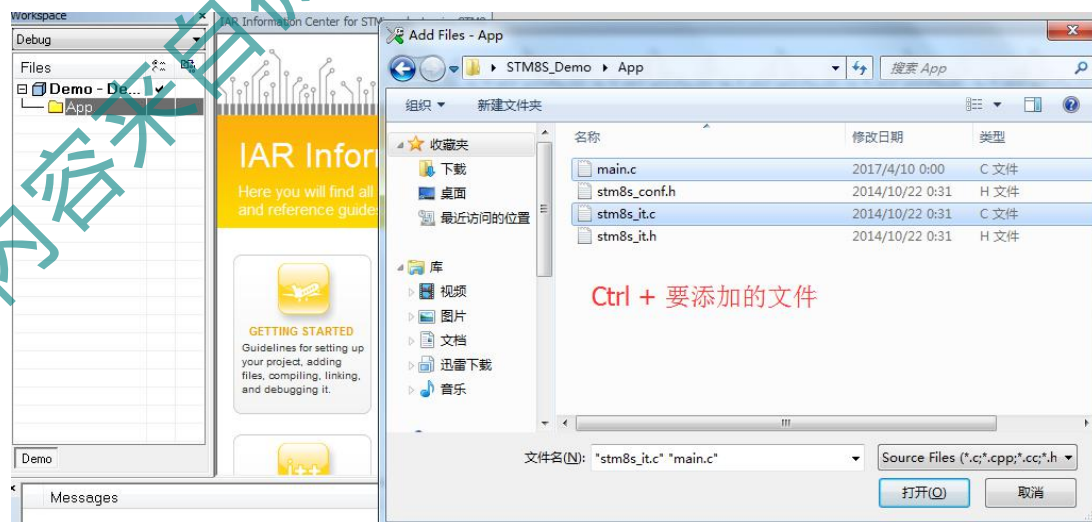 Workspace
IAR Information Center for STM
Debug
Files
Demo - De...
App
IAR Infor
Here you will find all
and reference guide
GETTING STARTED
Guidelines for setting up
your project, adding
files, compiling, linking,
and debugging it.
Demo
Messages
Add Files - App
STM8S_Demo
App
搜索 App
组织
新建文件夹
收藏夹
下载
桌面
最近访问的位置
库
视频
图片
文档
迅雷下载
音乐
名称 修改日期 类型
main.c 2017/4/10 0:00 C 文件
stm8s_conf.h 2014/10/22 0:31 H 文件
stm8s_it.c 2014/10/22 0:31 C 文件
stm8s_it.h 2014/10/22 0:31 H 文件
Ctrl + 要添加的文件
文件名(N): "stm8s_it.c" "main.c"
Source Files (*.c;*.cpp;*.cc;*.h
打开(O) 取消
内容来自